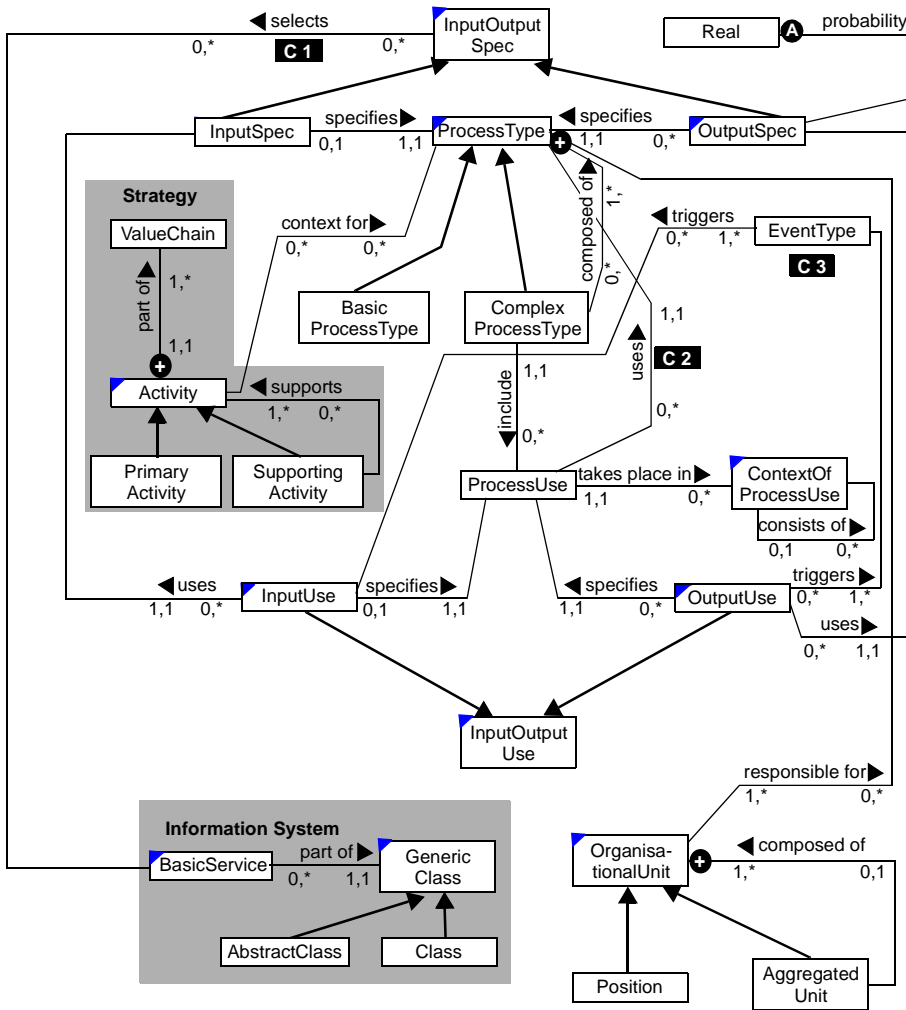 selects
0,*
0,*
C 1
InputOutput
Spec
Real
A
probability
InputSpec
specifies
0,1
1,1
ProcessType
+
specifies
1,1
0,*
OutputSpec
Strategy
ValueChain
part of
1,*
1,1
+
Activity
supports
1,*
0,*
Primary
Activity
Supporting
Activity
context for
0,*
0,*
Basic
ProcessType
Complex
ProcessType
composed of
1,*
0,*
triggers
0,*
1,*
EventType
C 3
include
1,1
0,*
uses
1,1
C 2
0,*
ProcessUse
takes place in
1,1
0,*
ContextOf
ProcessUse
consists of
0,1
0,*
uses
1,1
0,*
InputUse
specifies
0,1
1,1
specifies
1,1
0,*
OutputUse
triggers
0,*
1,*
uses
0,*
1,1
InputOutput
Use
responsible for
1,*
0,*
Information System
BasicService
part of
0,*
1,1
Generic
Class
AbstractClass
Class
Organisa-
tionalUnit
+
composed of
1,*
0,1
Position
Aggregated
Unit